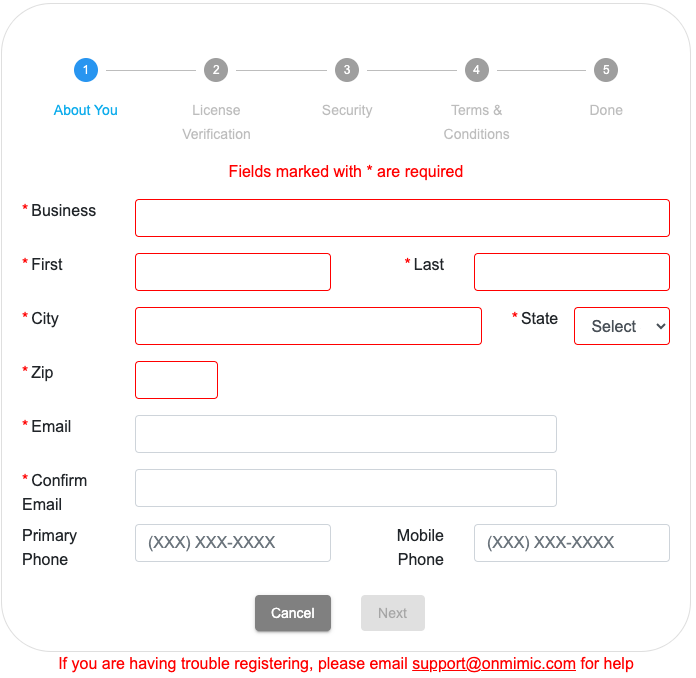 1 2 3 4 5
About You License Verification Security Terms & Conditions Done
Fields marked with * are required
* Business
* First * Last
* City * State Select
* Zip
* Email
* Confirm Email
Primary Phone (XXX) XXX-XXXX Mobile Phone (XXX) XXX-XXXX
Cancel Next
If you are having trouble registering, please email support@onmimic.com for help